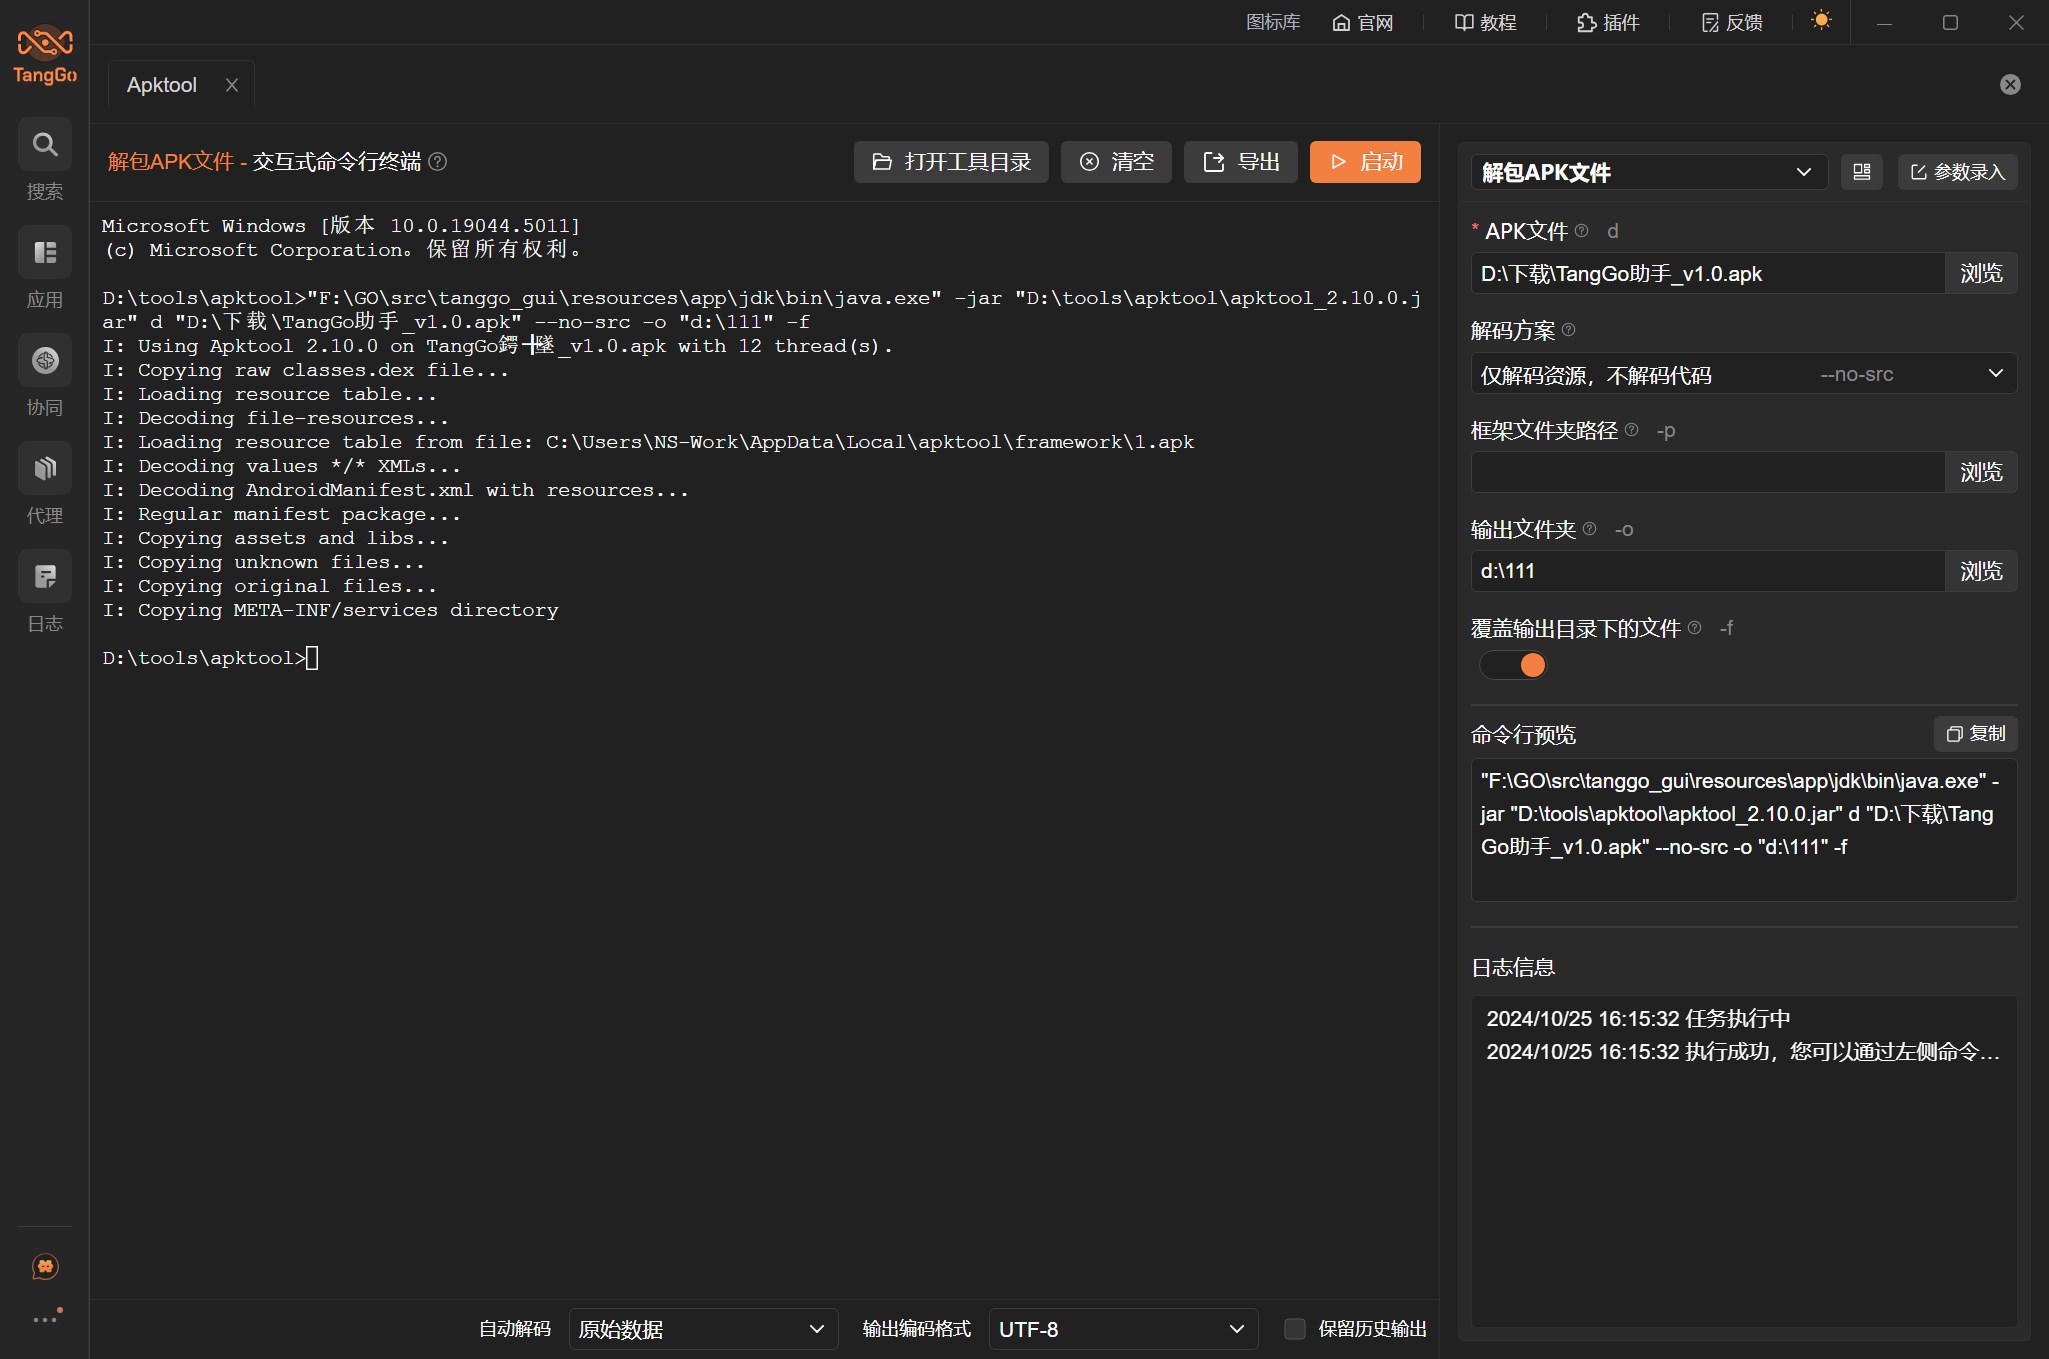 图标库
官网
教程
插件
反馈
TangGo
搜索
应用
协同
代理
日志
Apktool
解包APK文件 - 交互式命令行终端
打开工具目录
清空
导出
启动
Microsoft Windows [版本 10.0.19044.5011]
(c) Microsoft Corporation。保留所有权利。
D:\tools\apktool>"F:\GO\src\tanggo_gui\resources\app\jdk\bin\java.exe" -jar "D:\tools\apktool\apktool_2.10.0.j
ar" d "D:\下载\TangGo助手_v1.0.apk" --no-src -o "d:\111" -f
I: Using Apktool 2.10.0 on TangGo鍔╂墜_v1.0.apk with 12 thread(s).
I: Copying raw classes.dex file...
I: Loading resource table...
I: Decoding file-resources...
I: Loading resource table from file: C:\Users\NS-Work\AppData\Local\apktool\framework\1.apk
I: Decoding values */* XMLs...
I: Decoding AndroidManifest.xml with resources...
I: Regular manifest package...
I: Copying assets and libs...
I: Copying unknown files...
I: Copying original files...
I: Copying META-INF/services directory
D:\tools\apktool>
自动解码
原始数据
输出编码格式
UTF-8
保留历史输出
解包APK文件
参数录入
* APK文件 d
D:\下载\TangGo助手_v1.0.apk
浏览
解码方案
仅解码资源，不解码代码 --no-src
框架文件夹路径 -p
浏览
输出文件夹 -o
d:\111
浏览
覆盖输出目录下的文件 -f
命令行预览
复制
"F:\GO\src\tanggo_gui\resources\app\jdk\bin\java.exe" -
jar "D:\tools\apktool\apktool_2.10.0.jar" d "D:\下载\Tang
Go助手_v1.0.apk" --no-src -o "d:\111" -f
日志信息
2024/10/25 16:15:32 任务执行中
2024/10/25 16:15:32 执行成功，您可以通过左侧命令...